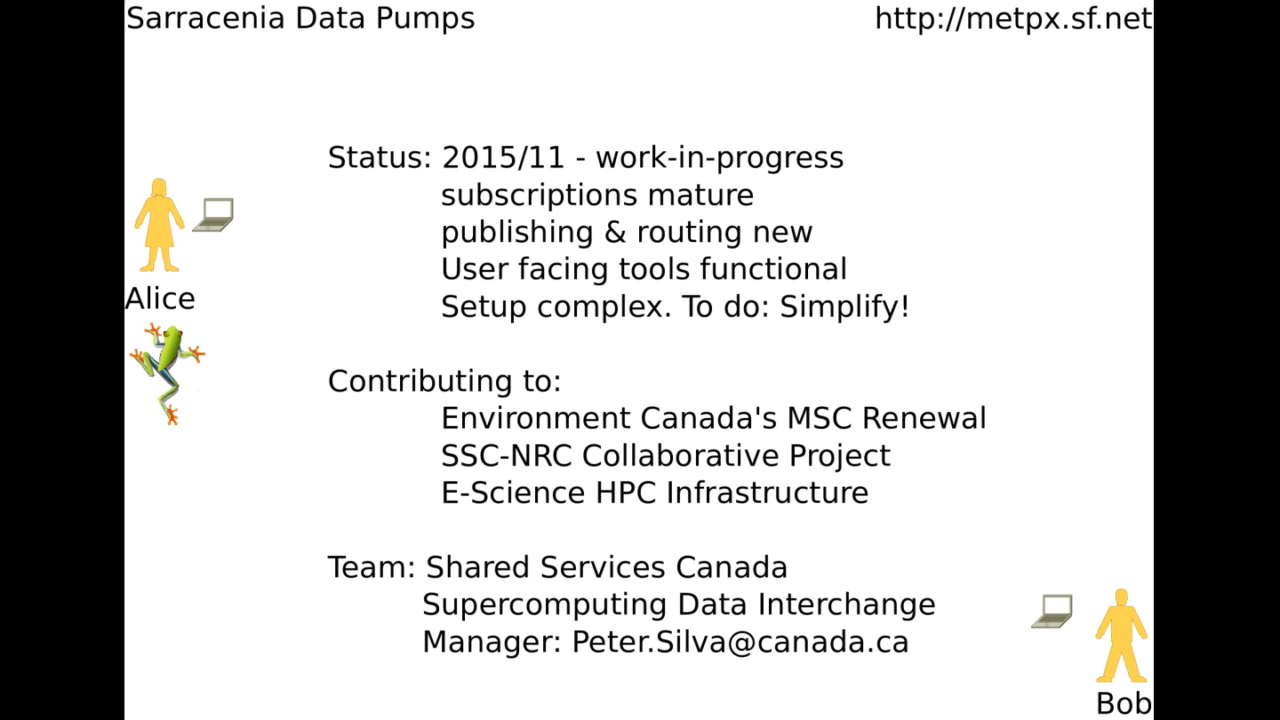 Sarracenia Data Pumps
http://metpx.sf.net
Status: 2015/11 - work-in-progress
subscriptions mature
publishing & routing new
User facing tools functional
Setup complex. To do: Simplify!
Alice
Contributing to:
Environment Canada's MSC Renewal
SSC-NRC Collaborative Project
E-Science HPC Infrastructure
Team: Shared Services Canada
Supercomputing Data Interchange
Manager: Peter.Silva@canada.ca
Bob